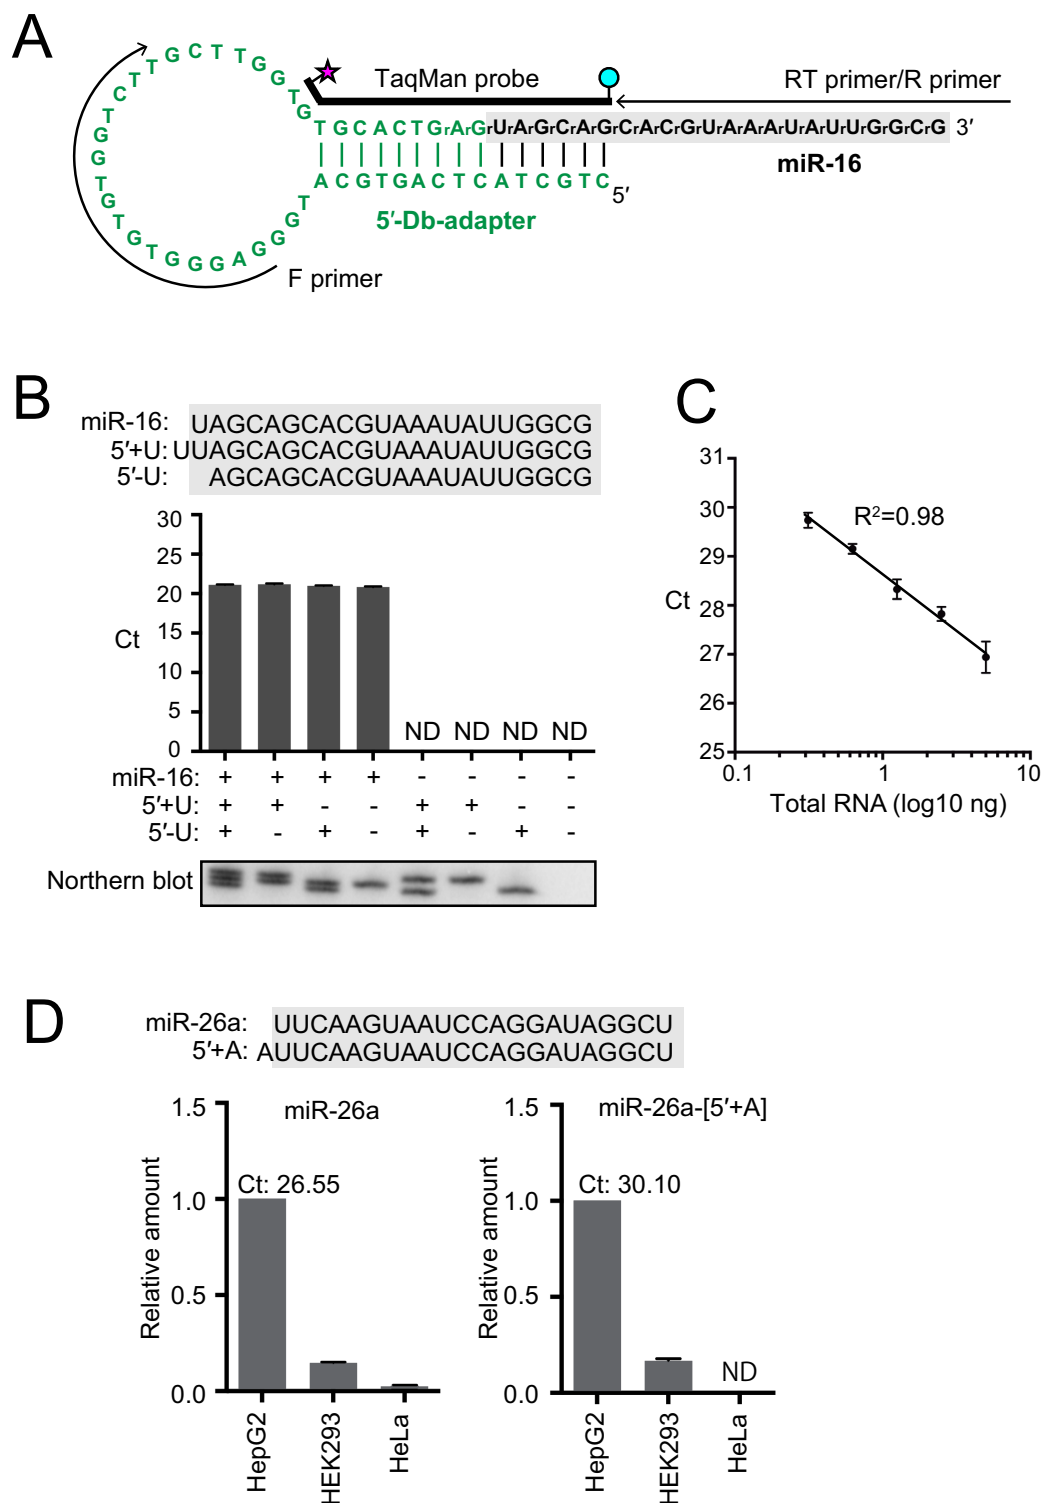 A
TTCTGGTGTGTGGGAGGGT
TGCTTGGTG
TaqMan probe
RT primer/R primer
TGCACTGrArGrUrArGrCrArGrCrArCrGrUrArArArUrArUrUrGrGrCrG 3′
miR-16
ACGTGACTCATCGTC 5′
5′-Db-adapter
F primer
B
miR-16: UAGCAGCACGUAAAUAUUGGCG
5′+U: UUAGCAGCACGUAAAUAUUGGCG
5′-U: AGCAGCACGUAAAUAUUGGCG
30
25
20
15
10
5
0
Ct
ND ND ND ND
miR-16: + + + + - - - -
5′+U: + + - - + + - -
5′-U: + - + - + - + -
Northern blot
C
31
30
29
28
27
26
25
Ct
R²=0.98
0.1 1 10
Total RNA (log10 ng)
D
miR-26a: UUCAAGUAAUCCAGGAUAGGCU
5′+A: AUUCAAGUAAUCCAGGAUAGGCU
miR-26a
1.5
1.0
0.5
0.0
Relative amount
Ct: 26.55
HepG2
HEK293
HeLa
miR-26a-[5′+A]
1.5
1.0
0.5
0.0
Relative amount
Ct: 30.10
ND
HepG2
HEK293
HeLa